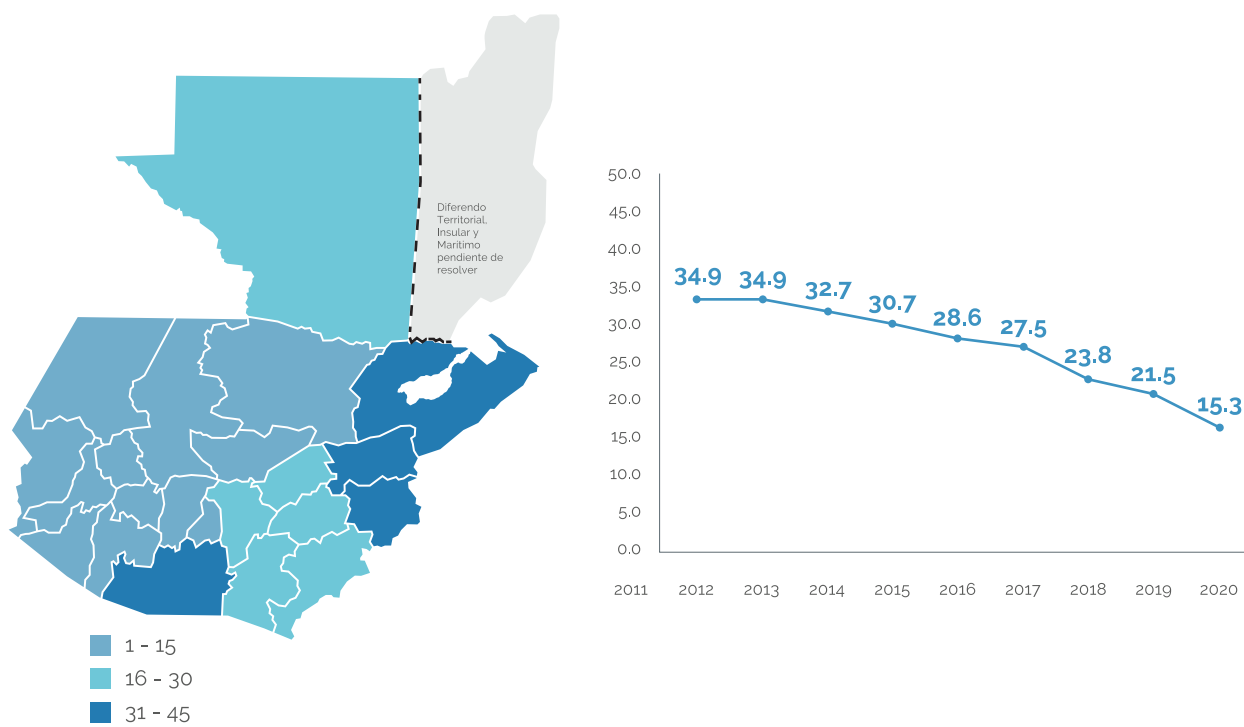 Diferendo
Territorial,
Insular y
Marítimo
pendiente de
resolver
1 - 15
16 - 30
31 - 45
50.0
45.0
40.0
35.0
30.0
25.0
20.0
15.0
10.0
5.0
0.0
34.9
34.9
32.7
30.7
28.6
27.5
23.8
21.5
15.3
2011 2012 2013 2014 2015 2016 2017 2018 2019 2020